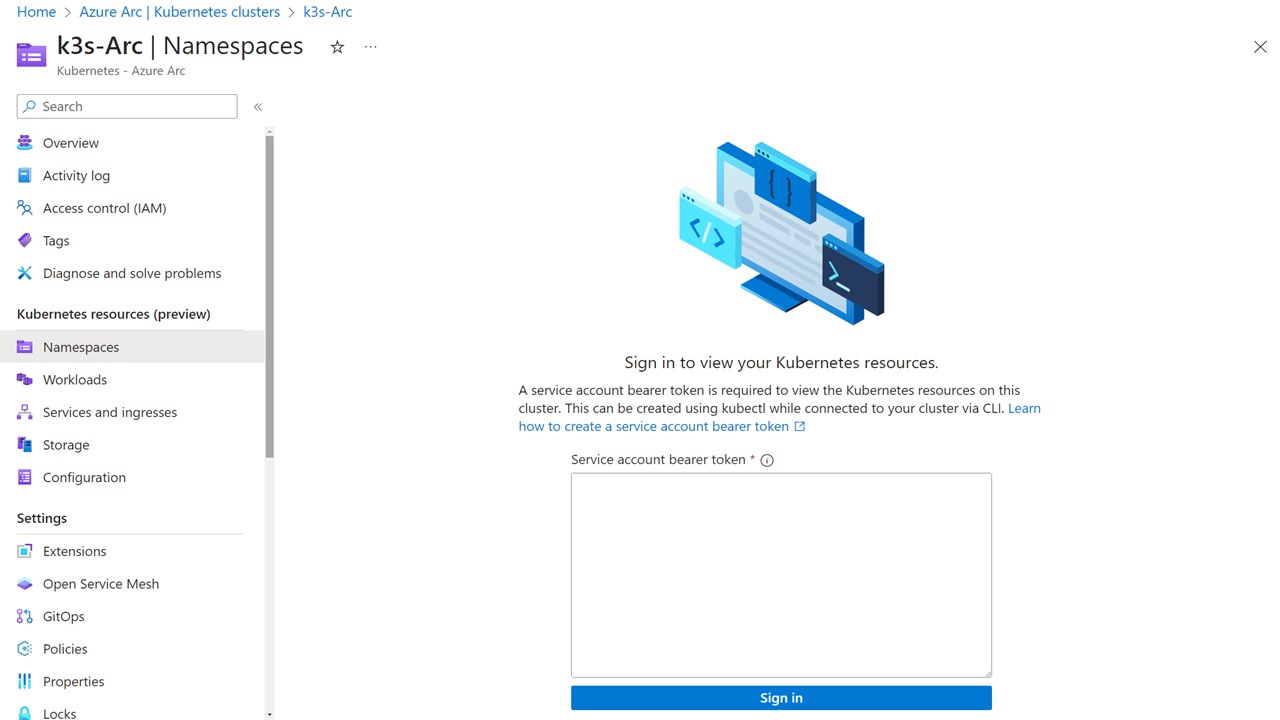 Home > Azure Arc | Kubernetes clusters > k3s-Arc
k3s-Arc | Namespaces
Kubernetes - Azure Arc
Search
Overview
Activity log
Access control (IAM)
Tags
Diagnose and solve problems
Kubernetes resources (preview)
Namespaces
Workloads
Services and ingresses
Storage
Configuration
Settings
Extensions
Open Service Mesh
GitOps
Policies
Properties
Locks
Sign in to view your Kubernetes resources.
A service account bearer token is required to view the Kubernetes resources on this
cluster. This can be created using kubectl while connected to your cluster via CLI. Learn
how to create a service account bearer token
Service account bearer token *
Sign in